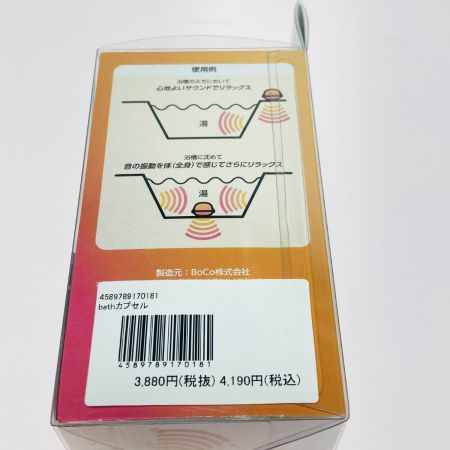 使用例
浴槽のふちにおいて
心地よいサウンドでリラックス
湯
浴槽に沈めて
音の振動を体(全身)で感じてさらにリラックス
湯
製造元：BoCo株式会社
4589789170181
bathカプセル
4589789170181
3,880円(税抜) 4,190円(税込)